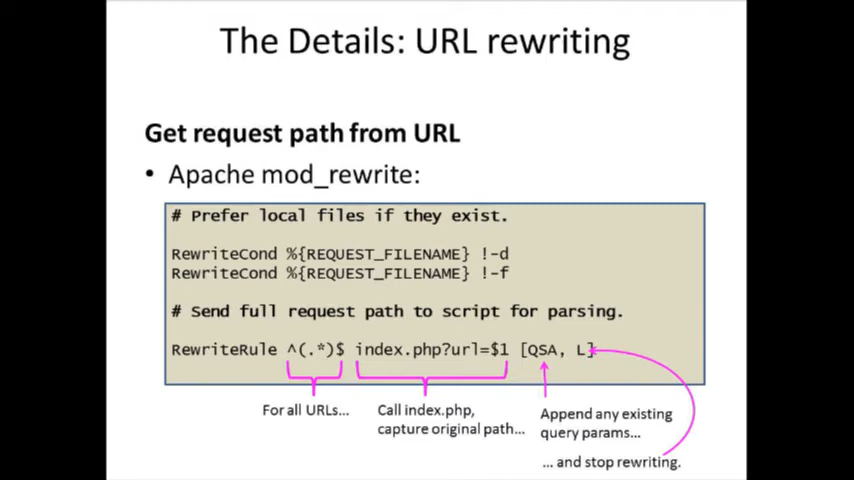 The Details: URL rewriting
Get request path from URL
• Apache mod_rewrite:
# Prefer local files if they exist.
RewriteCond %{REQUEST_FILENAME} !-d
RewriteCond %{REQUEST_FILENAME} !-f
# Send full request path to script for parsing.
RewriteRule ^(.*)$ index.php?url=$1 [QSA, L]
For all URLs...
Call index.php,
capture original path...
Append any existing
query params...
... and stop rewriting.